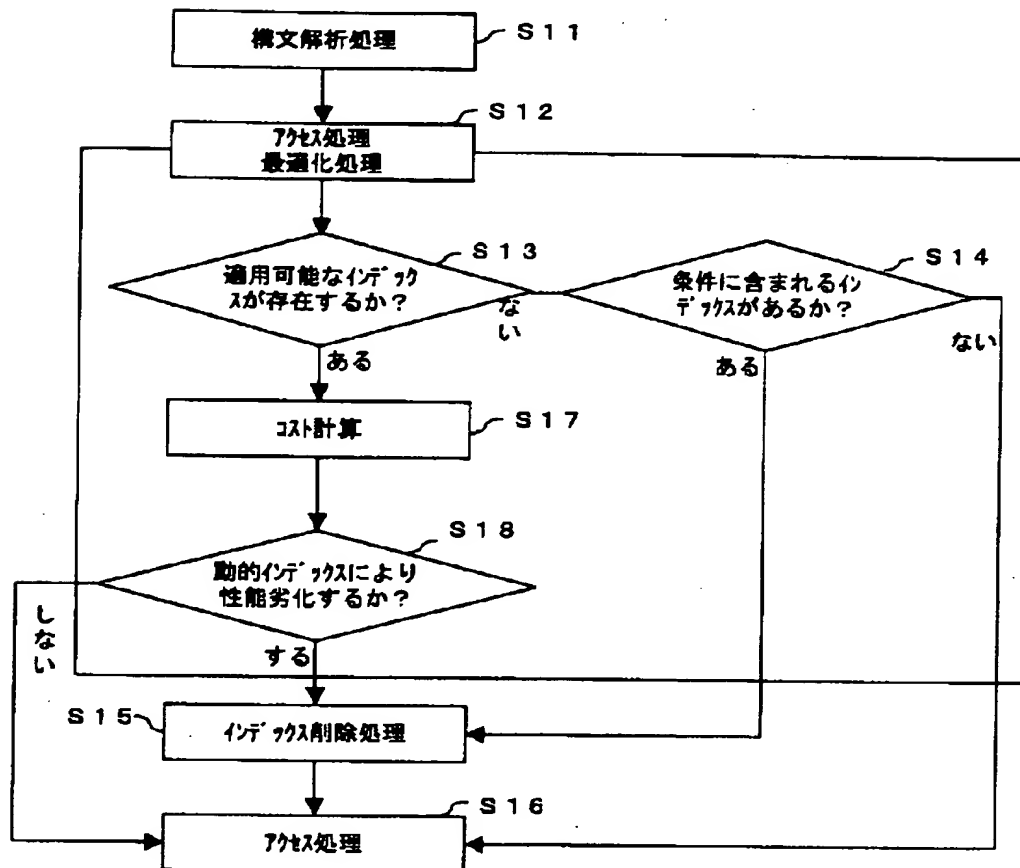 構文解析処理
S11
S12
アクセス処理
最適化処理
S13
適用可能なインデック
スが存在するか?
ない
ある
S14
条件に含まれるイン
デックスがあるか?
ない
ある
コスト計算
S17
S18
動的インデックスにより
性能劣化するか?
しない
する
S15
インデックス削除処理
S16
アクセス処理